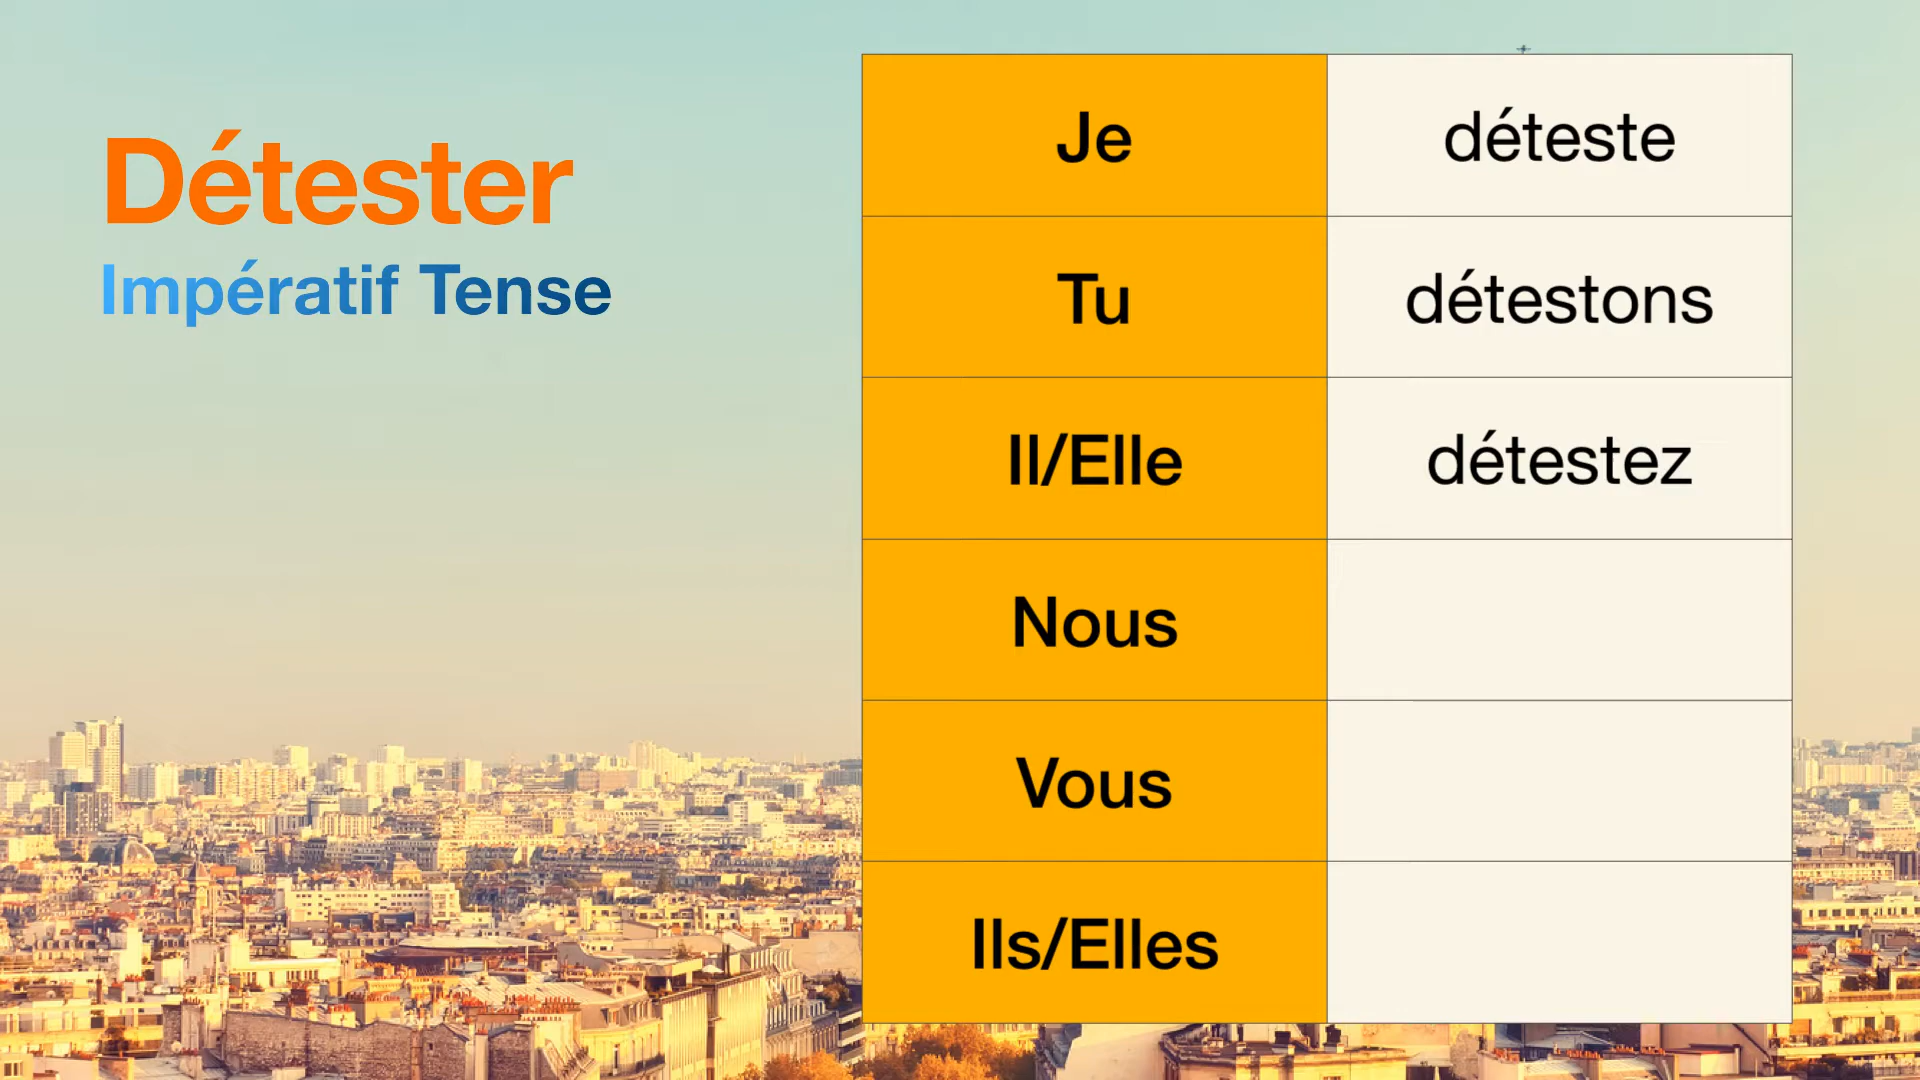 Détester
Impératif Tense
Je déteste
Tu détestons
Il/Elle détestez
Nous
Vous
Ils/Elles